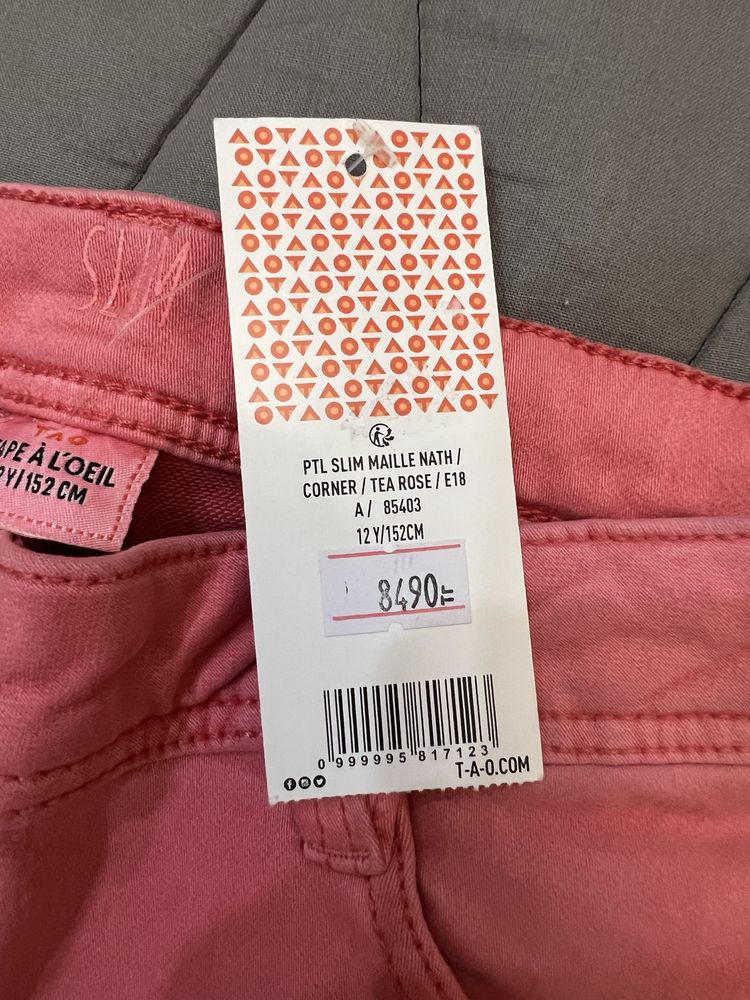 SLIM
TAO
APE À L'OEIL
Y/152 CM
PTL SLIM MAILLE NATH /
CORNER / TEA ROSE / E18
A / 85403
12 Y/152CM
8490
0 999995 817123
T-A-O.COM